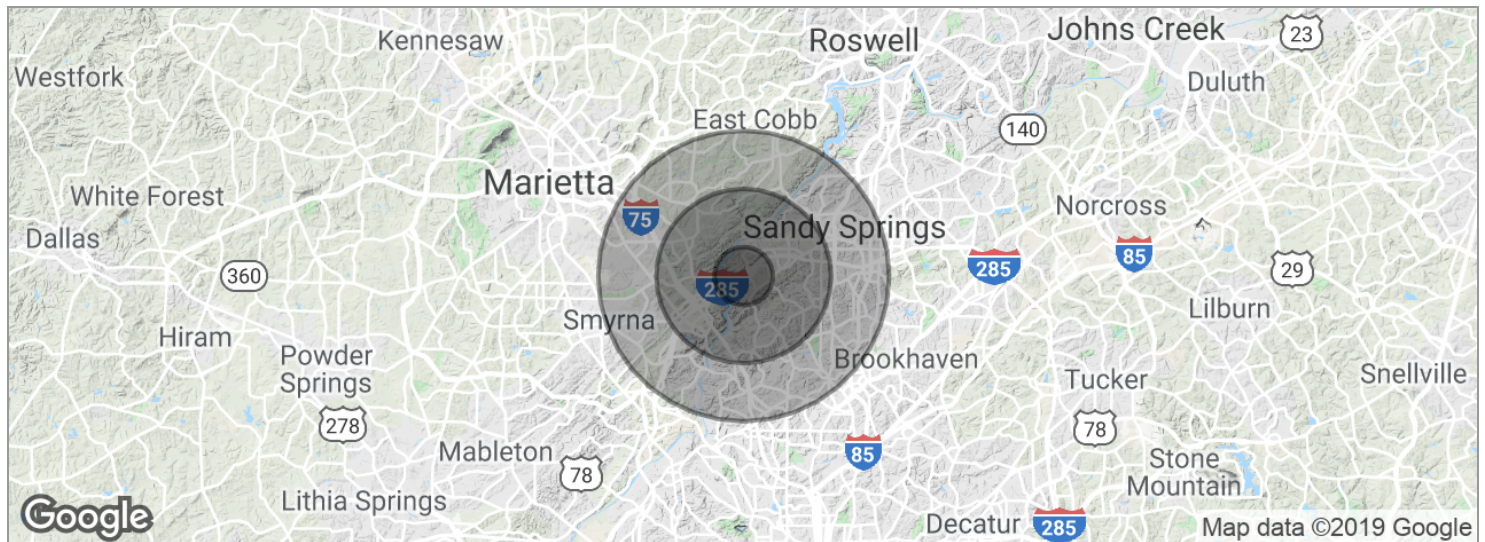 Kennesaw
Roswell
Johns Creek
23
Westfork
Duluth
East Cobb
140
Marietta
White Forest
75
Norcross
Sandy Springs
Dallas
360
285
285
85
29
Lilburn
Smyrna
Hiram
Powder
Springs
Brookhaven
Tucker
Snellville
278
78
Mableton
78
85
Stone
Mountain
Lithia Springs
Google
Decatur
285
Map data ©2019 Google